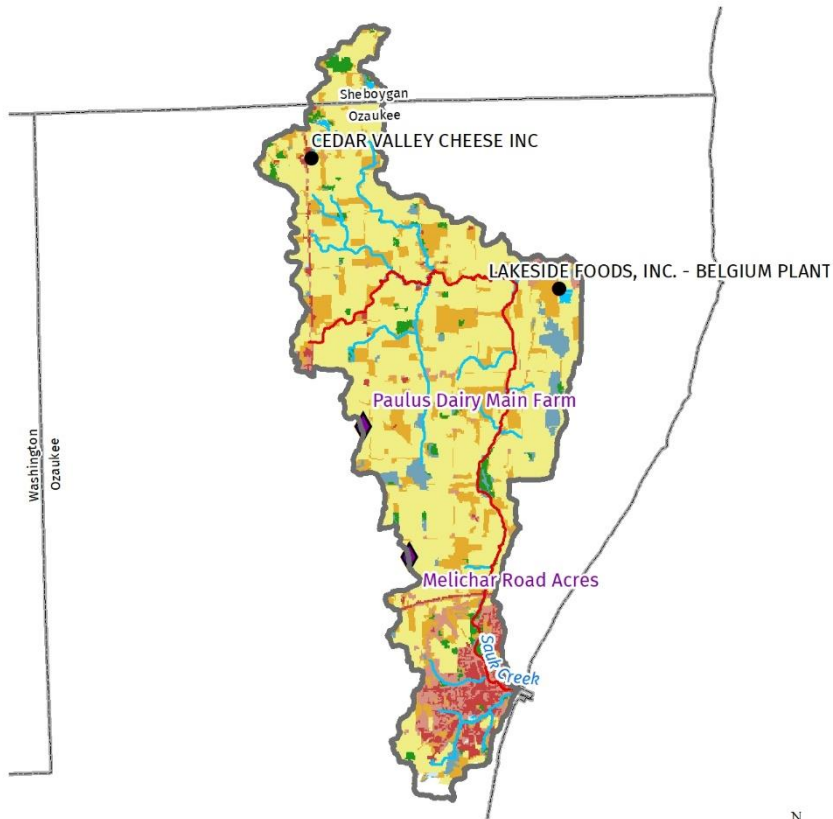 Sheboygan
Ozaukee
CEDAR VALLEY CHEESE INC
LAKESIDE FOODS, INC. - BELGIUM PLANT
Paulus Dairy Main Farm
Washington
Ozaukee
Melichar Road Acres
Sauk Creek
N